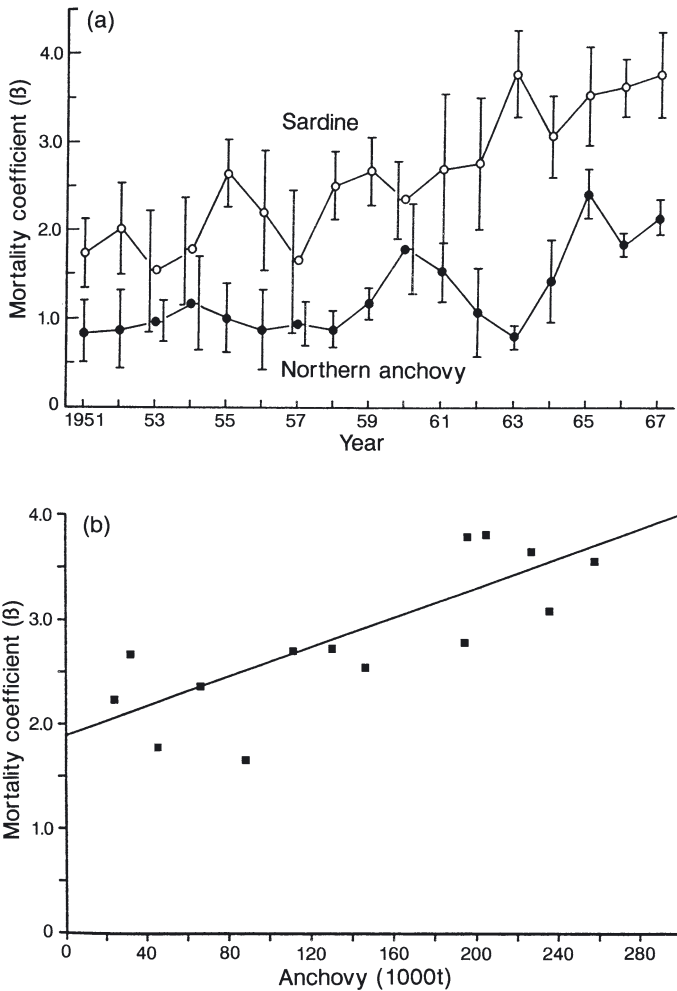 (a)
4.0
3.0
2.0
1.0
0
Mortality coefficient (ß)
Sardine
Northern anchovy
1951 53 55 57 59 61 63 65 67
Year
(b)
4.0
3.0
2.0
1.0
0
Mortality coefficient (ß)
0 40 80 120 160 200 240 280
Anchovy (1000t)